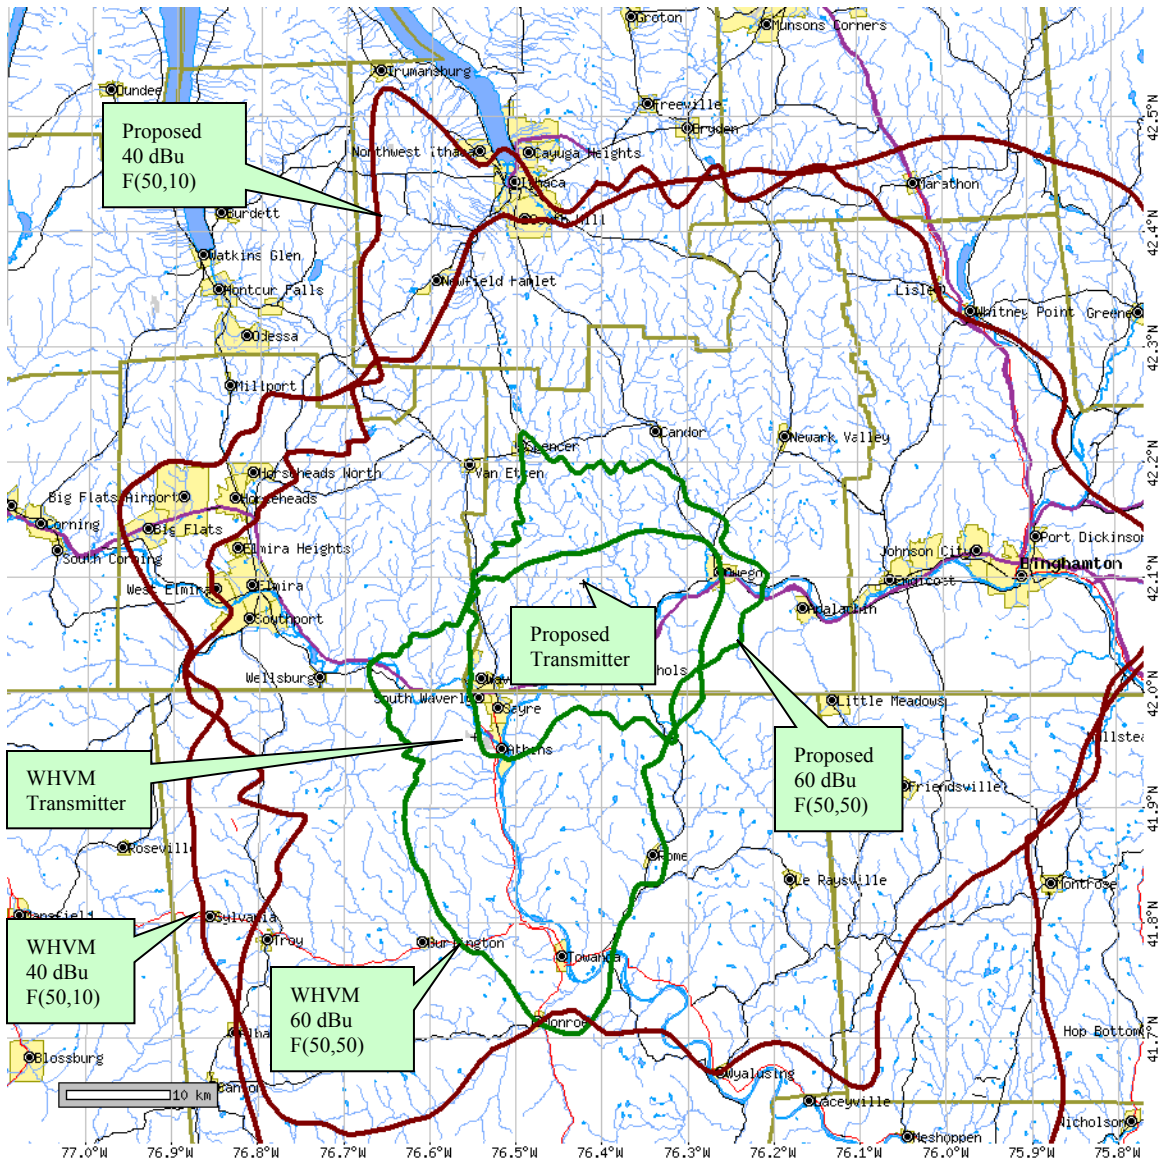 Groton
Munsons Corners
Trumansburg
Dundee
Freeville
Dryden
42.5°N
Proposed
40 dBu
F(50,10)
Northwest Ithaca
Cayuga Heights
Ithaca
Marathon
Burdett
South Hill
42.4°N
Watkins Glen
Newfield Hamlet
Montour Falls
Lisle
Whitney Point
Greene
Odessa
42.3°N
Millport
Candor
Newark Valley
Spencer
42.2°N
Van Etten
Horseheads North
Big Flats Airport
Horseheads
Corning
Big Flats
Port Dickinson
South Corning
Elmira Heights
Johnson City
Binghamton
42.1°N
West Elmira
Elmira
Owego
Endicott
Apalachin
Southport
Proposed
Transmitter
Wellsburg
42.0°N
South Waverly
Little Meadows
Sayre
Proposed
60 dBu
F(50,50)
WHVM
Transmitter
Friendsville
41.9°N
Rome
Le Raysville
Montrose
Mansfield
Sylvania
Troy
Burlington
Towanda
41.8°N
WHVM
40 dBu
F(50,10)
WHVM
60 dBu
F(50,50)
Monroe
Hop Bottom
41.7°N
Blossburg
Wyalusing
10 km
Laceyville
Nicholson
Meshoppen
77.0°W
76.9°W
76.8°W
76.7°W
76.6°W
76.5°W
76.4°W
76.3°W
76.2°W
76.1°W
76.0°W
75.9°W
75.8°W